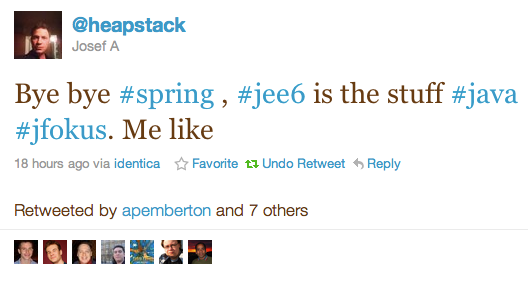 @heapstack
Josef A
Bye bye #spring , #jee6 is the stuff #java
#jfokus. Me like
18 hours ago via identica Favorite Undo Retweet Reply
Retweeted by apemberton and 7 others